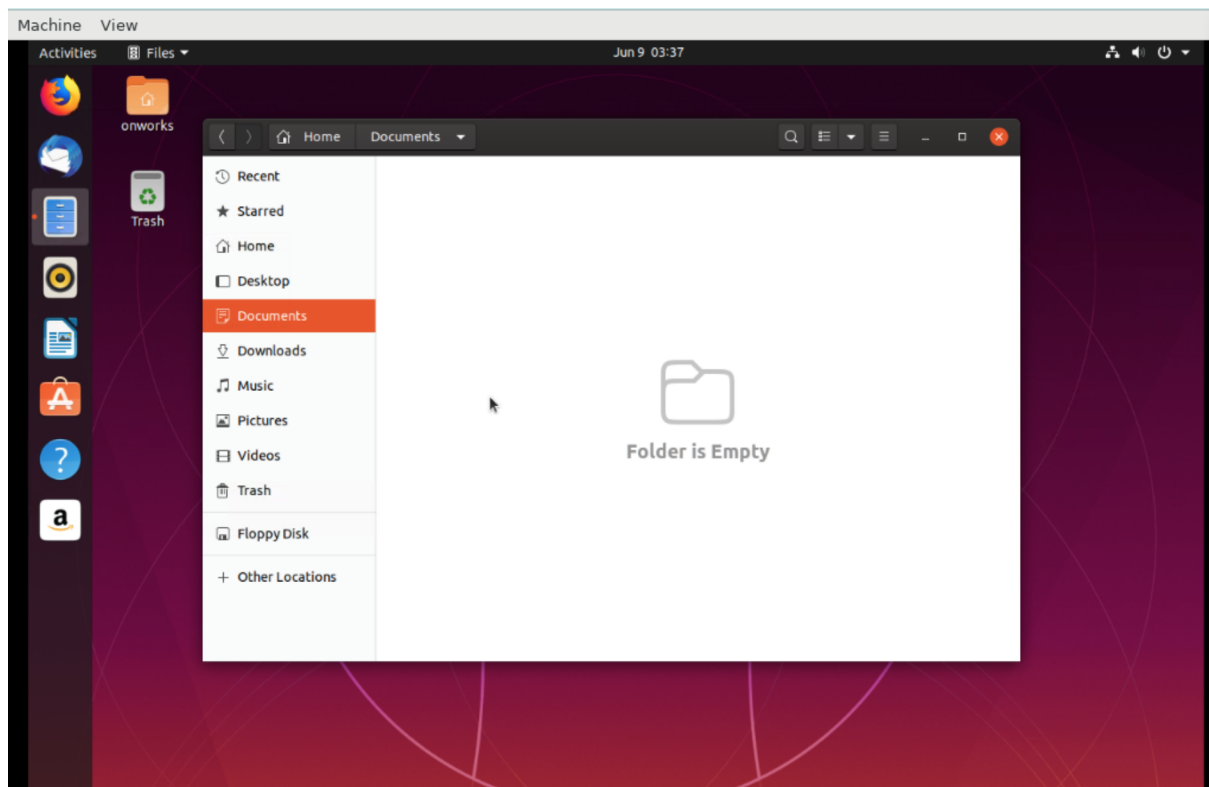 Machine View
Activities Files Jun 9 03:37
onworks
Trash
Home Documents
Recent
Starred
Home
Desktop
Documents
Downloads
Music
Pictures
Videos
Trash
Floppy Disk
Other Locations
Folder is Empty
a